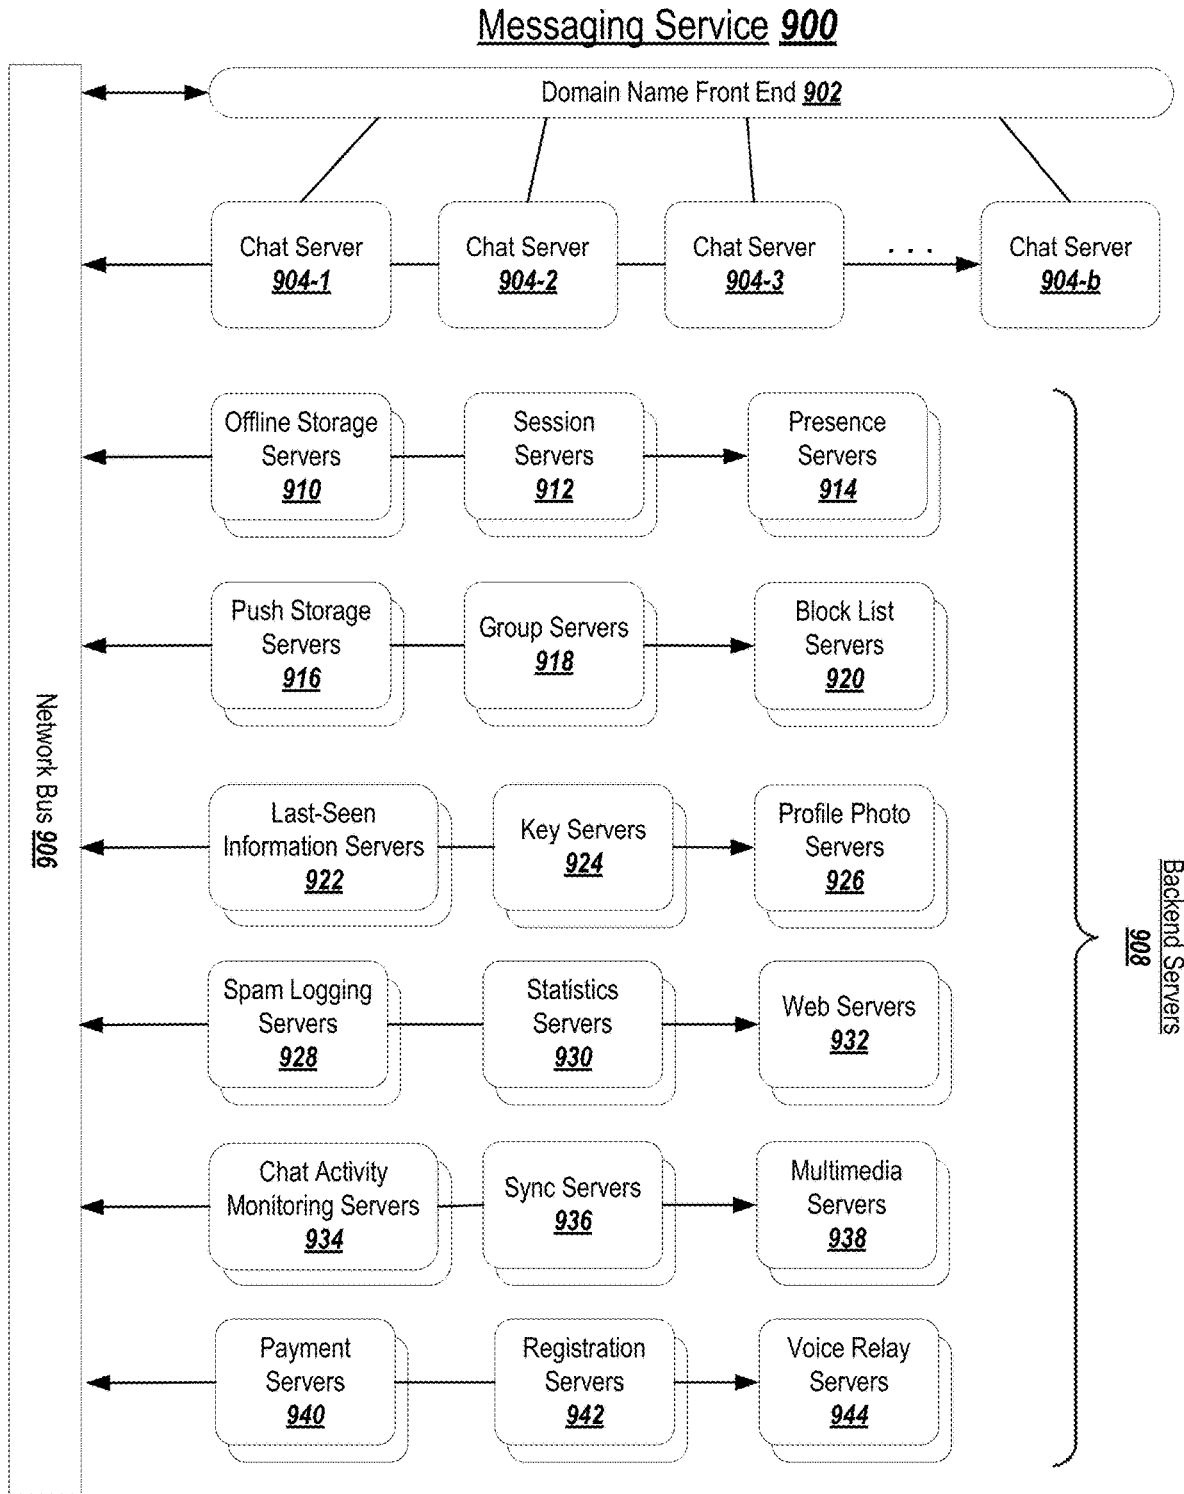 Messaging Service 900
Domain Name Front End 902
Chat Server
904-1
Chat Server
904-2
Chat Server
904-3
. . .
Chat Server
904-b
Offline Storage
Servers
910
Session
Servers
912
Presence
Servers
914
Push Storage
Servers
916
Group Servers
918
Block List
Servers
920
Network Bus 906
Last-Seen
Information Servers
922
Key Servers
924
Profile Photo
Servers
926
Backend Servers
908
Spam Logging
Servers
928
Statistics
Servers
930
Web Servers
932
Chat Activity
Monitoring Servers
934
Sync Servers
936
Multimedia
Servers
938
Payment
Servers
940
Registration
Servers
942
Voice Relay
Servers
944